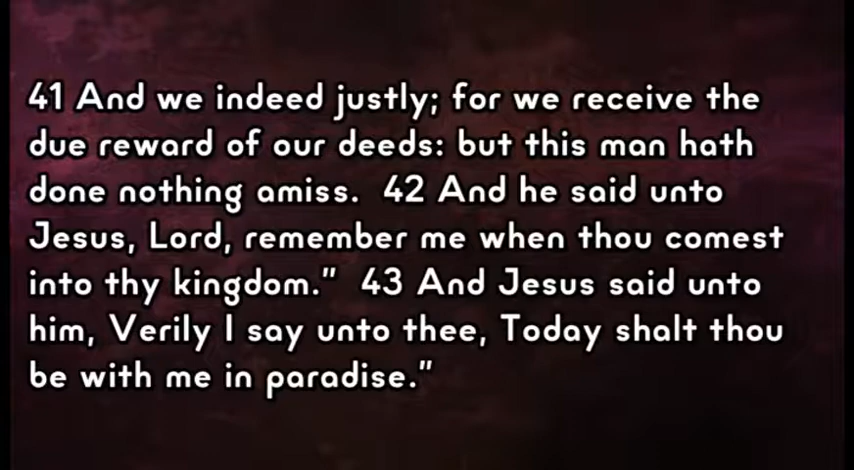 41 And we indeed justly; for we receive the
due reward of our deeds: but this man hath
done nothing amiss.  42 And he said unto
Jesus, Lord, remember me when thou comest
into thy kingdom.”  43 And Jesus said unto
him, Verily I say unto thee, Today shalt thou
be with me in paradise.”